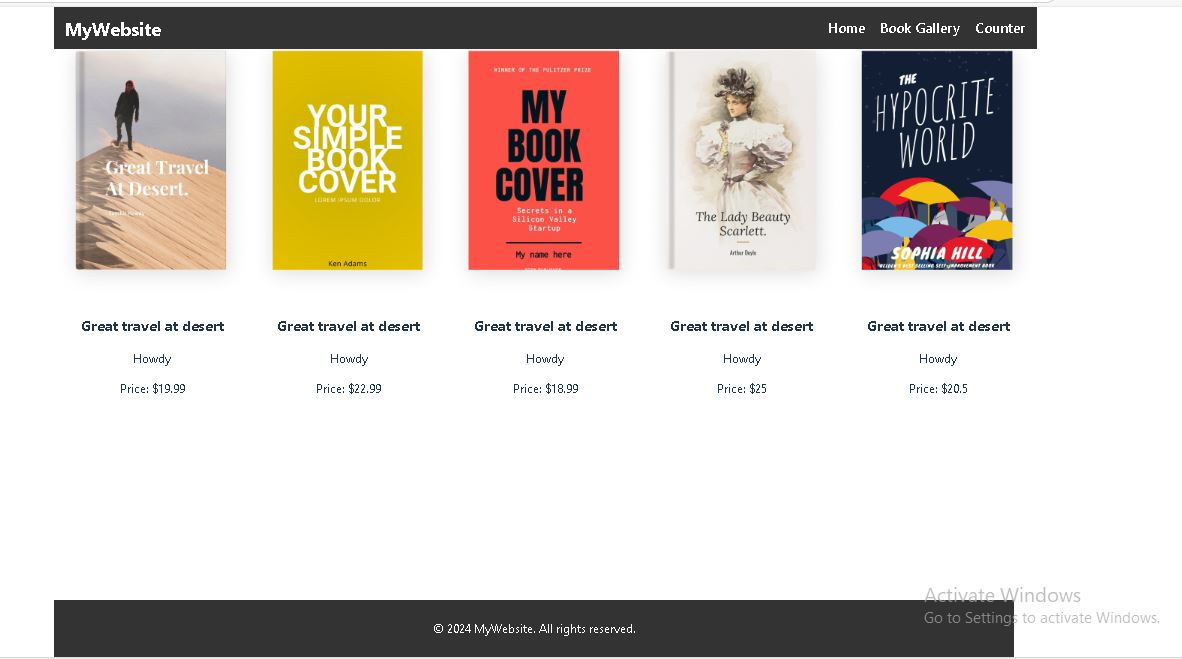 MyWebsite
Home Book Gallery Counter
Great Travel
At Desert.
YOUR
SIMPLE
BOOK
COVER
LOREM IPSUM DOLOR
Ken Adams
WINNER OF THE PULITZER PRIZE
MY
BOOK
COVER
Secrets in a
Silicon Valley
Startup
My name here
The Lady Beauty
Scarlett.
Arthur Doyle
THE
HYPOCRITE
WORLD
SOPHIA HILL
Great travel at desert Great travel at desert Great travel at desert Great travel at desert Great travel at desert
Howdy Howdy Howdy Howdy Howdy
Price: $19.99 Price: $22.99 Price: $18.99 Price: $25 Price: $20.5
Activate Windows
Go to Settings to activate Windows.
© 2024 MyWebsite. All rights reserved.